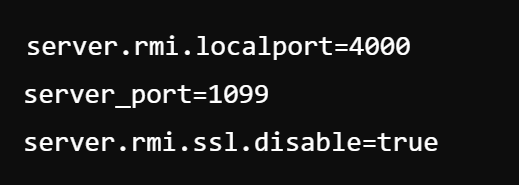 server.rmi.localport=4000
server_port=1099
server.rmi.ssl.disable=true